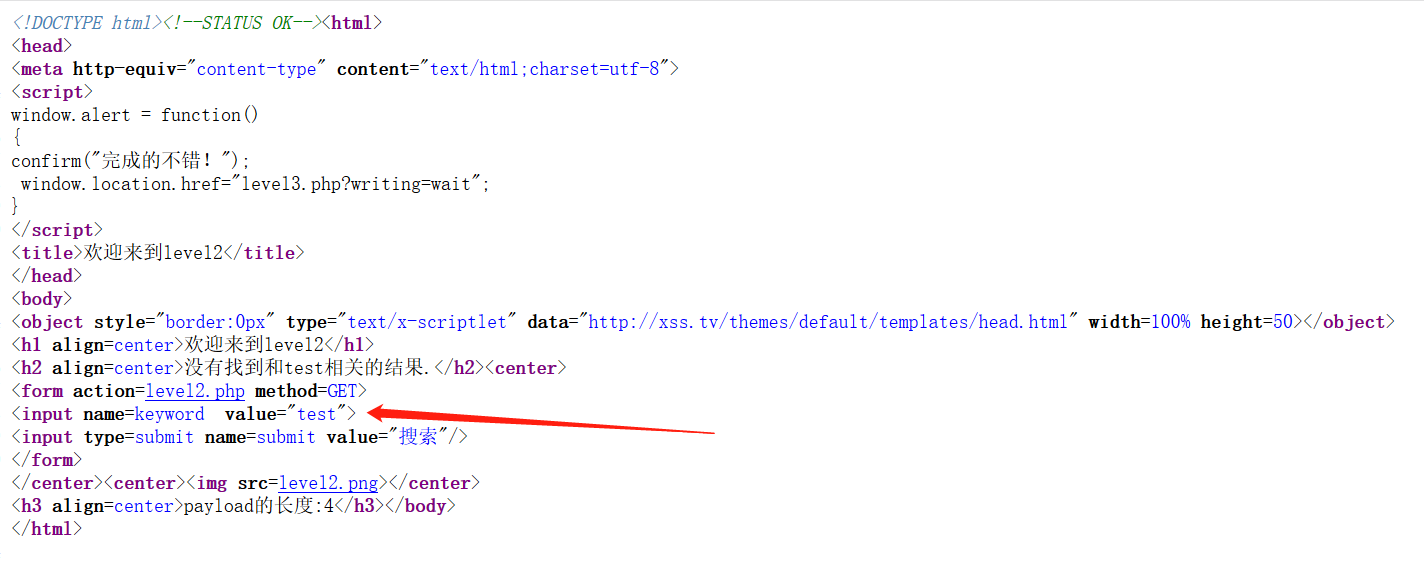 <!DOCTYPE html><!--STATUS OK--><html>
<head>
<meta http-equiv="content-type" content="text/html;charset=utf-8">
<script>
window.alert = function()
{
confirm("完成的不错！");
 window.location.href="level3.php?writing=wait";
}
</script>
<title>欢迎来到level2</title>
</head>
<body>
<object style="border:0px" type="text/x-scriptlet" data="http://xss.tv/themes/default/templates/head.html" width=100% height=50></object>
<h1 align=center>欢迎来到level2</h1>
<h2 align=center>没有找到和test相关的结果.</h2><center>
<form action=level2.php method=GET>
<input name=keyword  value="test">
<input type=submit name=submit value="搜索"/>
</form>
</center><center><img src=level2.png></center>
<h3 align=center>payload的长度:4</h3></body>
</html>